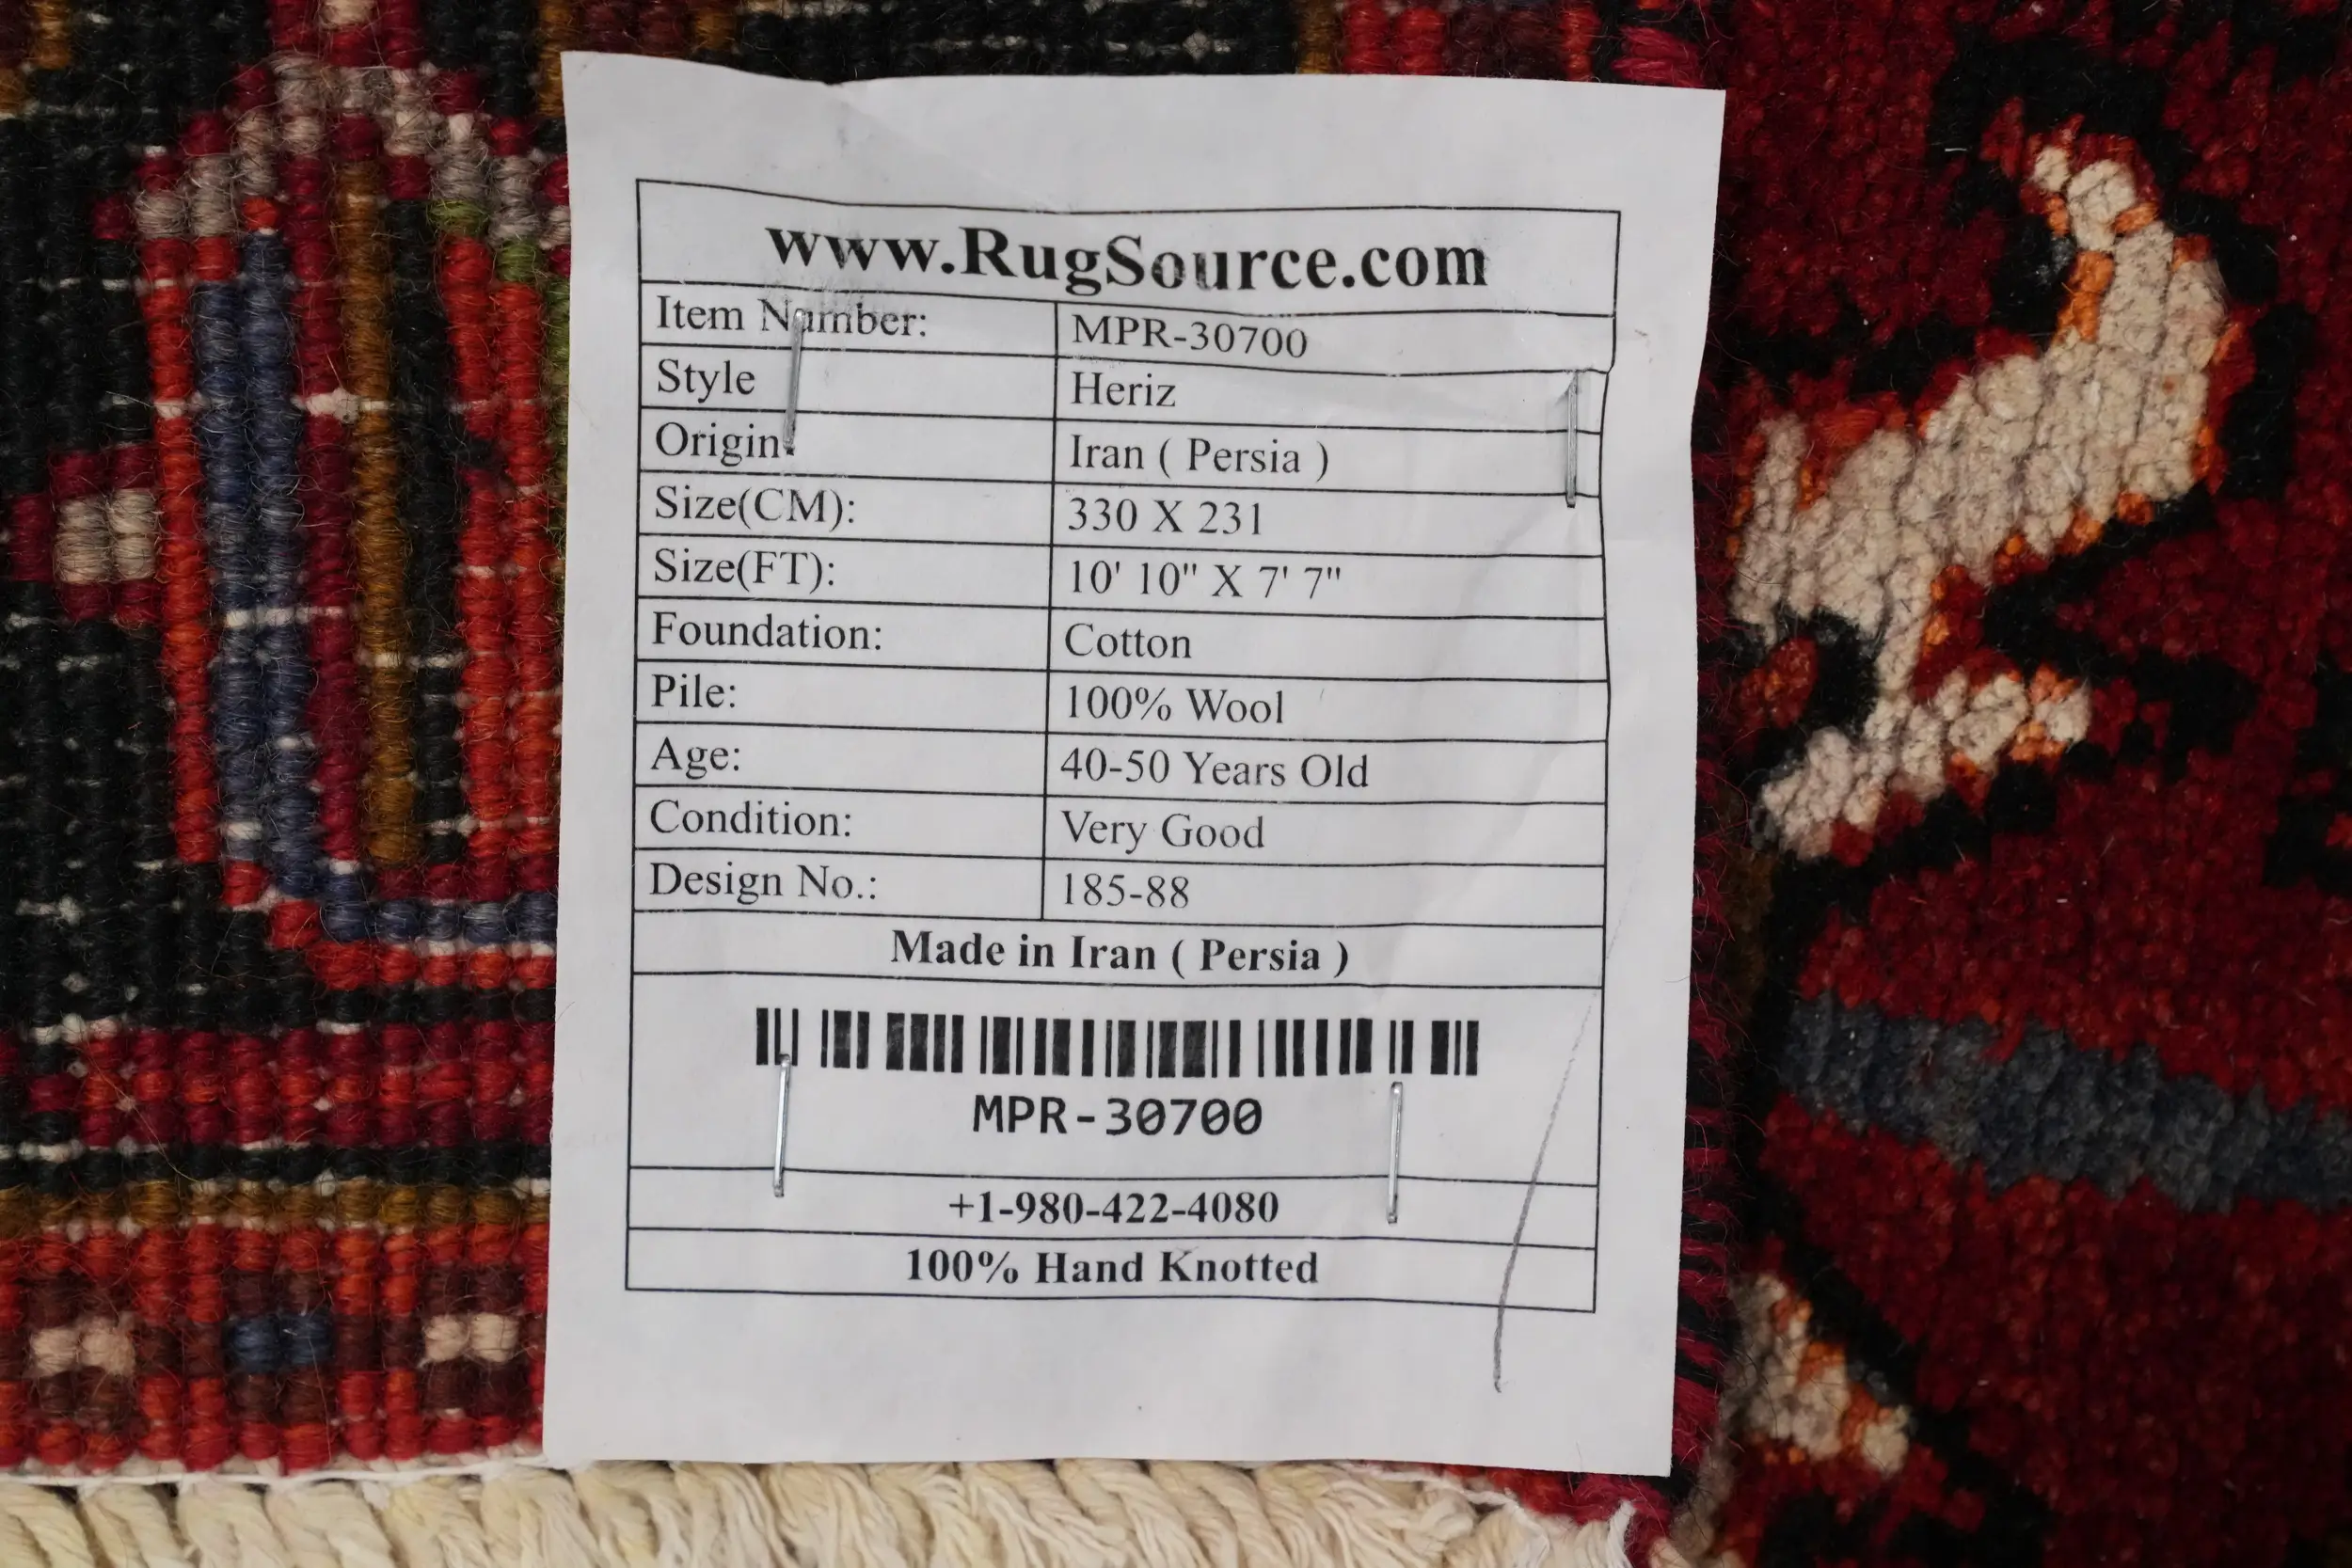 www.RugSource.com
Item Number: MPR-30700
Style Heriz
Origin: Iran ( Persia )
Size(CM): 330 X 231
Size(FT): 10' 10" X 7' 7"
Foundation: Cotton
Pile: 100% Wool
Age: 40-50 Years Old
Condition: Very Good
Design No.: 185-88
Made in Iran ( Persia )
MPR-30700
+1-980-422-4080
100% Hand Knotted